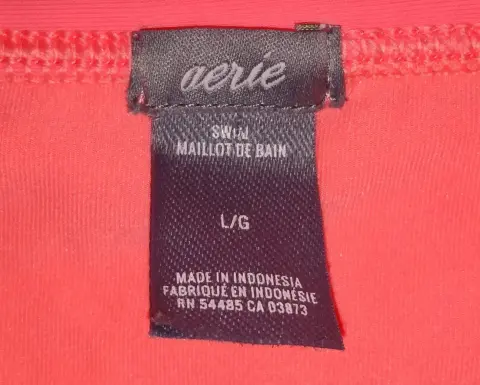 aerie
SWIM
MAILLOT DE BAIN
L/G
MADE IN INDONESIA
FABRIQUÉ EN INDONÉSIE
RN 54485 CA 03873